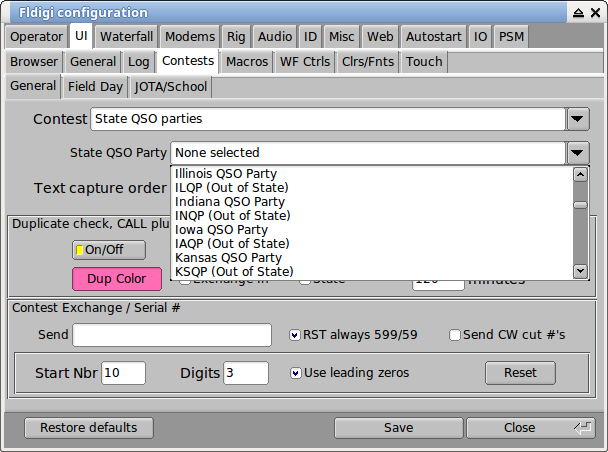 Fldigi configuration
Operator UI Waterfall Modems Rig Audio ID Misc Web Autostart IO PSM
Browser General Log Contests Macros WF Ctrls Clrs/Fnts Touch
General Field Day JOTA/School
Contest State QSO parties
State QSO Party None selected
Illinois QSO Party
Text capture order ILQP (Out of State)
Indiana QSO Party
INQP (Out of State)
Duplicate check, CALL plu
Iowa QSO Party
On/Off IAQP (Out of State)
Kansas QSO Party
Dup Color KSQP (Out of State)
Exchange In State 120 minutes
Contest Exchange / Serial #
Send RST always 599/59 Send CW cut #'s
Start Nbr 10 Digits 3 Use leading zeros Reset
Restore defaults Save Close